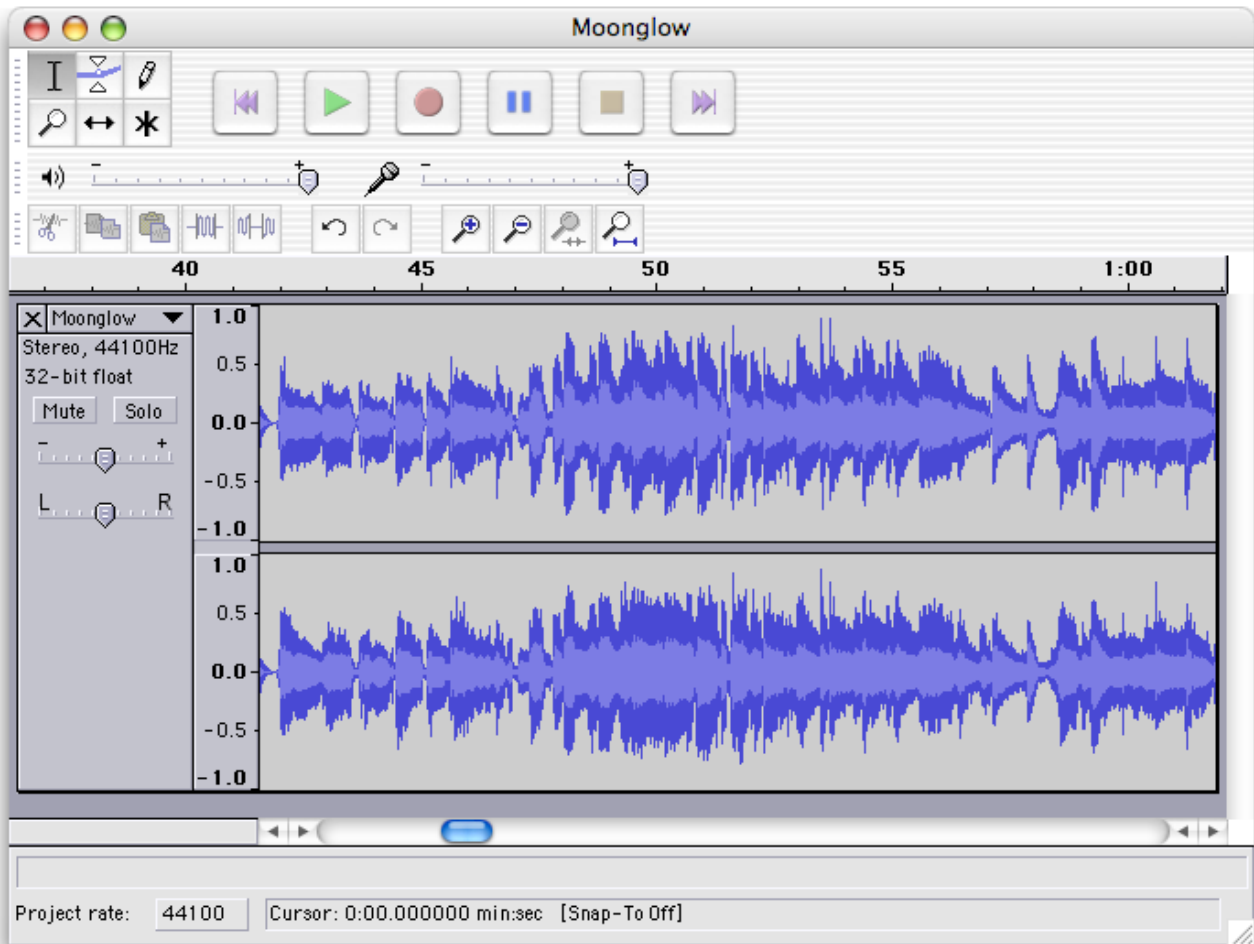 Moonglow
- + - +
40 45 50 55 1:00
X Moonglow
Stereo, 44100Hz
32-bit float
Mute Solo
- +
L R
1.0
0.5
0.0
-0.5
-1.0
1.0
0.5
0.0
-0.5
-1.0
Project rate: 44100 Cursor: 0:00.000000 min:sec [Snap-To Off]